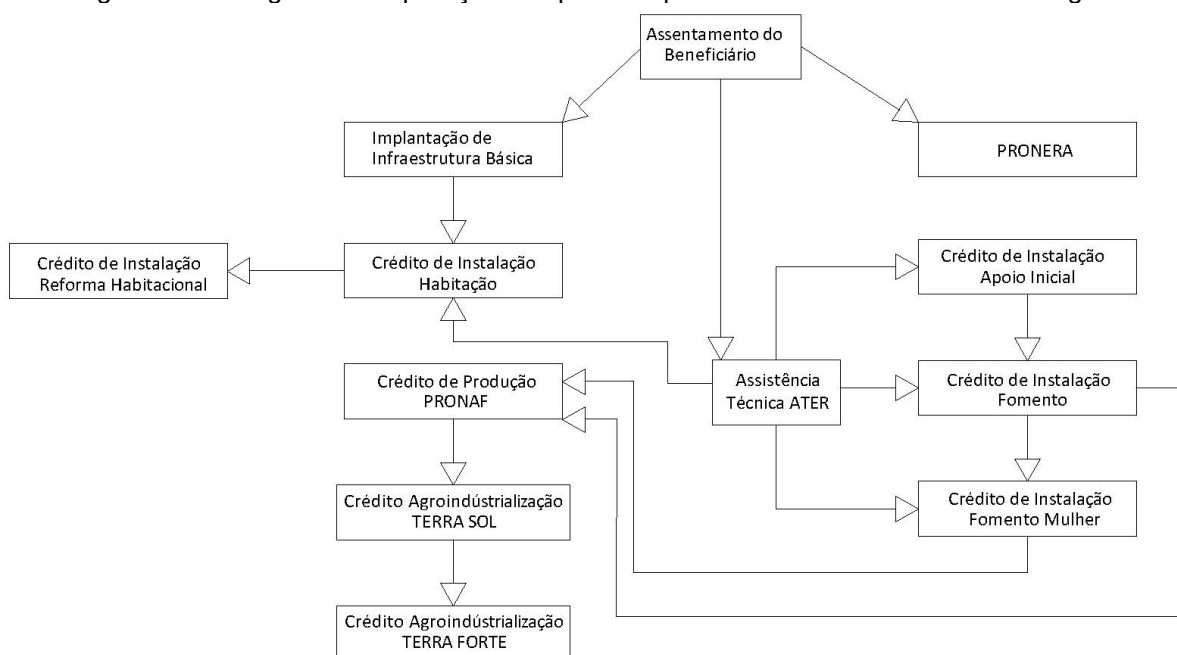 Assentamento do
Beneficiário
Implantação de
Infraestrutura Básica
PRONERA
Crédito de Instalação
Reforma Habitacional
Crédito de Instalação
Habitação
Crédito de Instalação
Apoio Inicial
Crédito de Produção
PRONAF
Assistência
Técnica ATER
Crédito de Instalação
Fomento
Crédito Agroindústrialização
TERRA SOL
Crédito de Instalação
Fomento Mulher
Crédito Agroindústrialização
TERRA FORTE